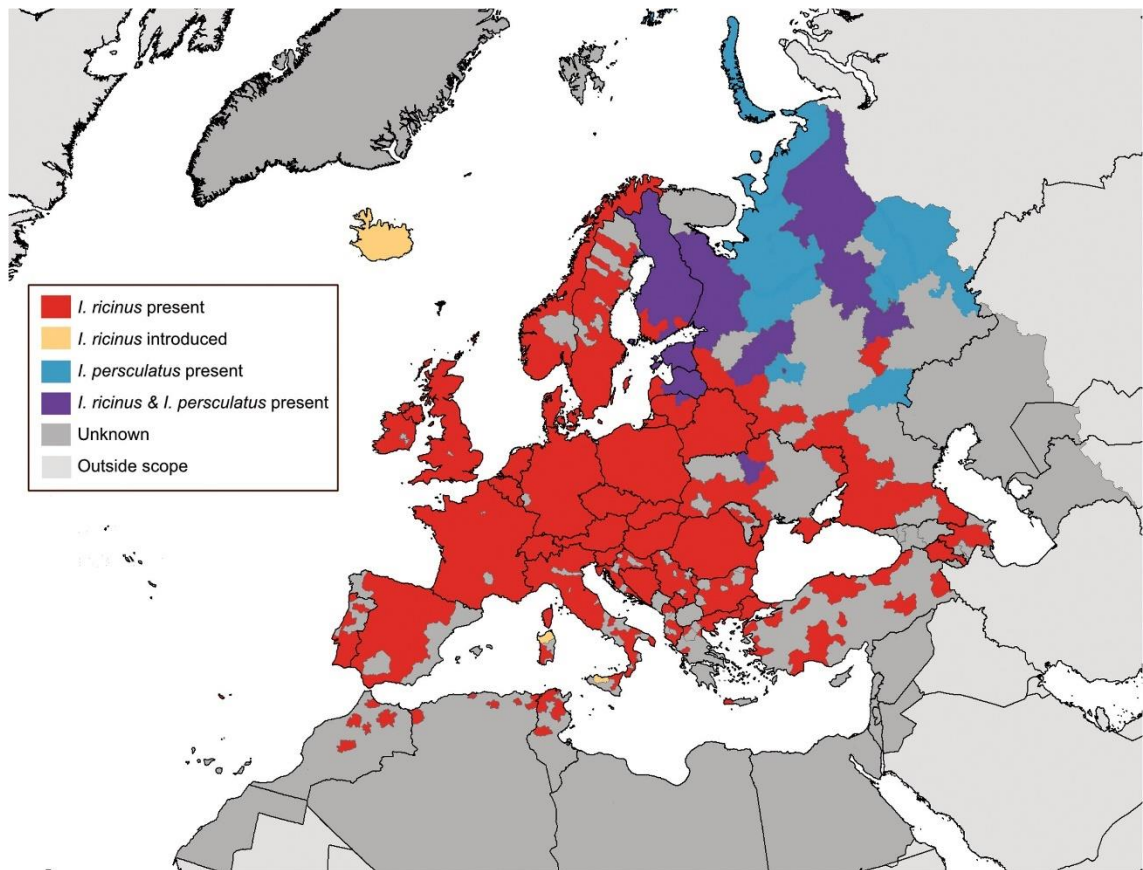 I. ricinus present
I. ricinus introduced
I. persculatus present
I. ricinus & I. persculatus present
Unknown
Outside scope